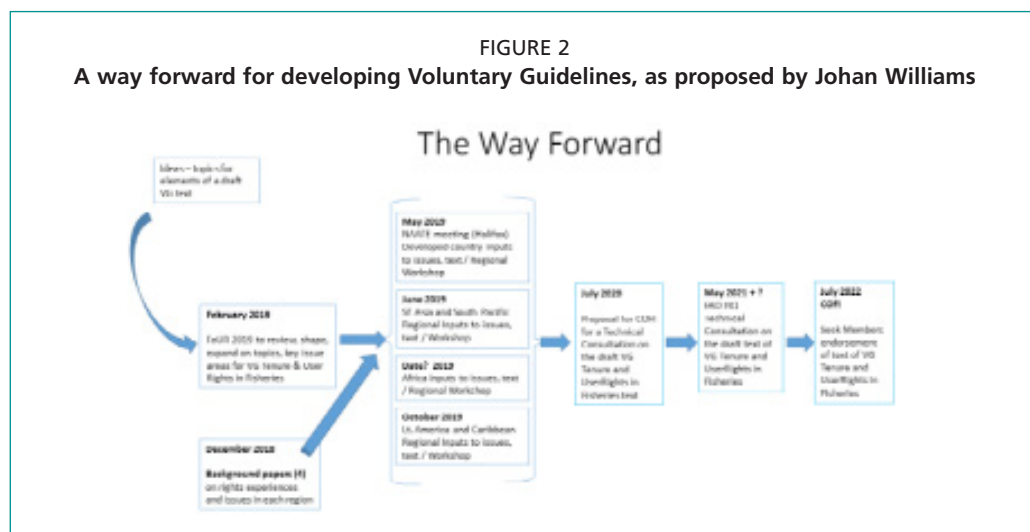 FIGURE 2
A way forward for developing Voluntary Guidelines, as proposed by Johan Williams
The Way Forward
Ideas – topics for
elements of a draft
VG text
February 2019
2019 to review, shape,
expand on topics, key issue
areas for VG Tenure & User
Rights in Fisheries
December 2018
Background papers (4)
on rights experiences
and issues in each region
May 2019
meeting (Halifax)
Developed country inputs
to issues, text / Regional
Workshop
June 2019
SE Asia and South Pacific
Regional Inputs to Issues,
text / Workshop
Date? 2019
Africa Inputs to Issues, text
/ Regional Workshop
October 2019
Lt. America and Caribbean
Regional Inputs to Issues,
text / Workshop
July 2020
Proposal for COFI
for a Technical
Consultation on
the draft VG
Tenure and
UserRights in
Fisheries text
May 2021 + ?
FAO
Technical
Consultation on
the draft text of
VG Tenure and
UserRights in
Fisheries
July 2022
COFI
Seek Members
endorsement
of text of VG
Tenure and
UserRights in
Fisheries